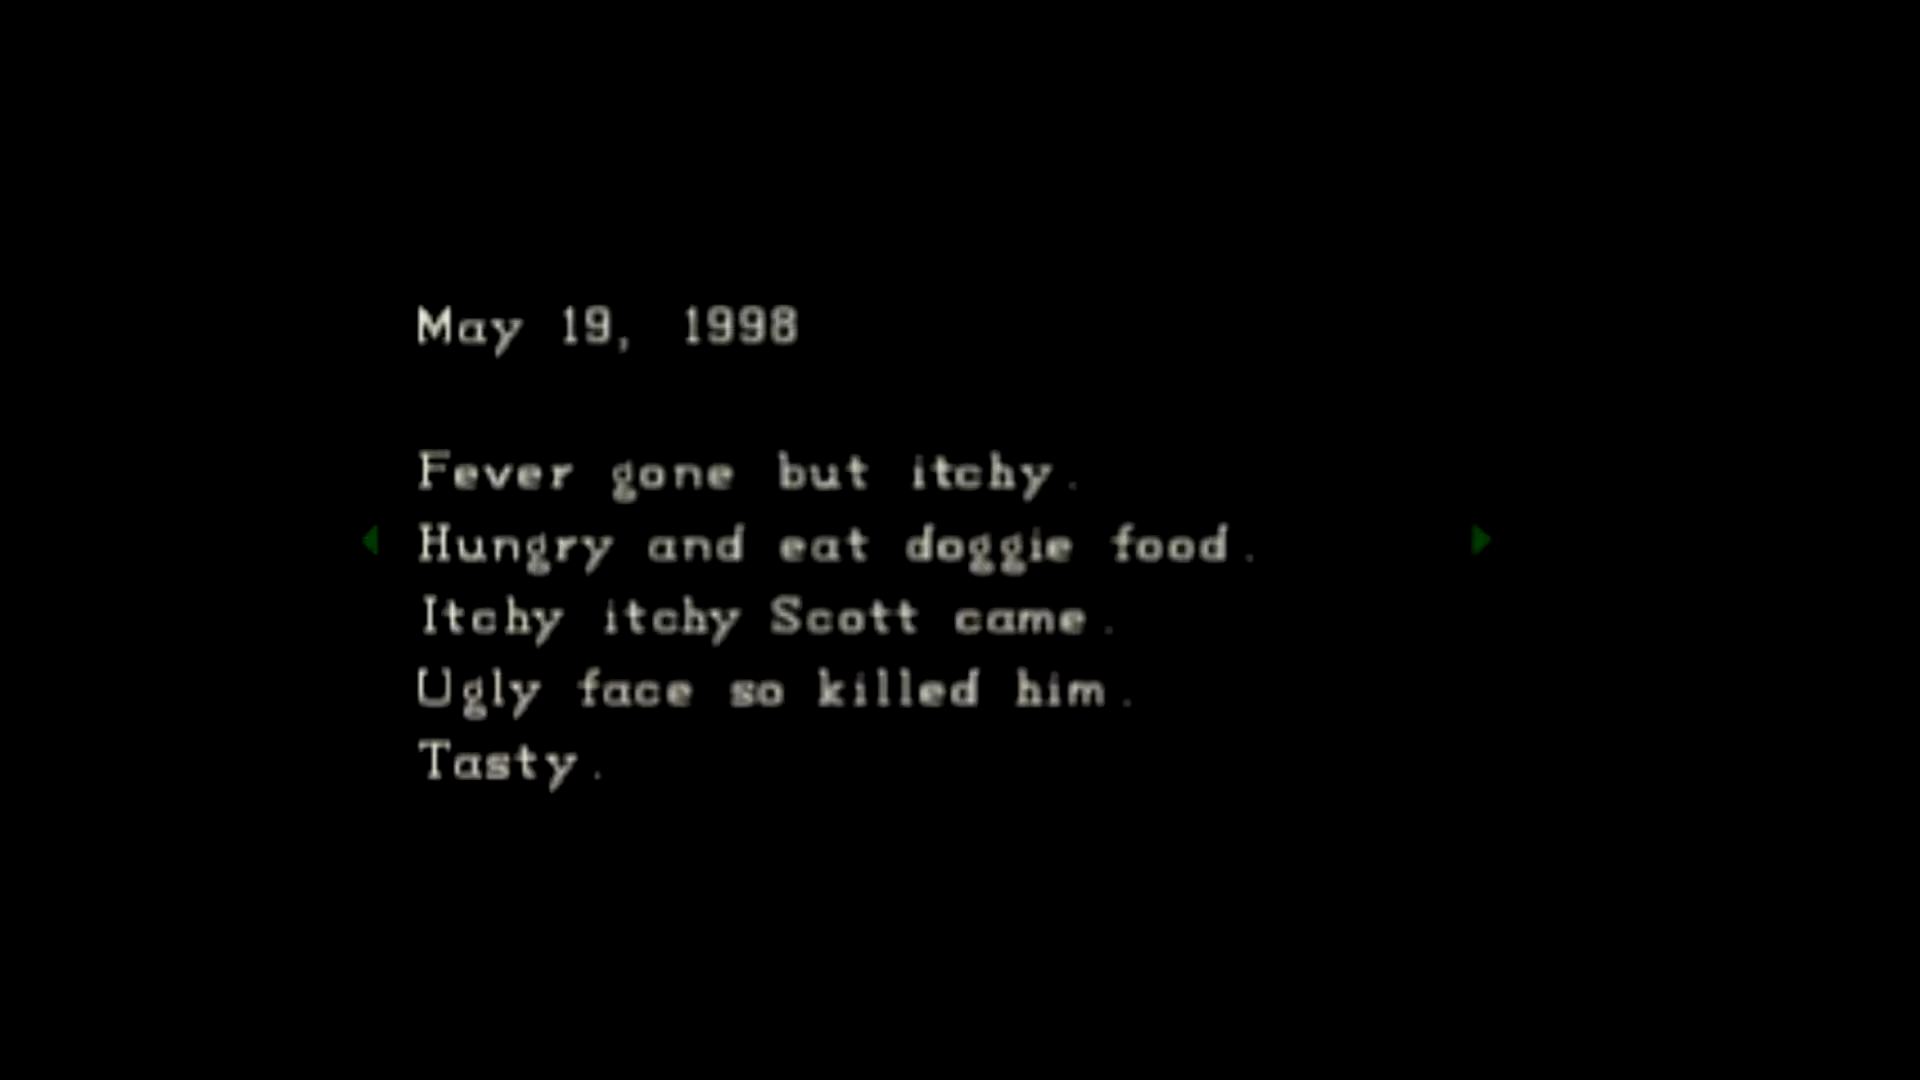 May 19, 1998
Fever gone but itchy.
Hungry and eat doggie food.
Itchy itchy Scott came.
Ugly face so killed him.
Tasty.